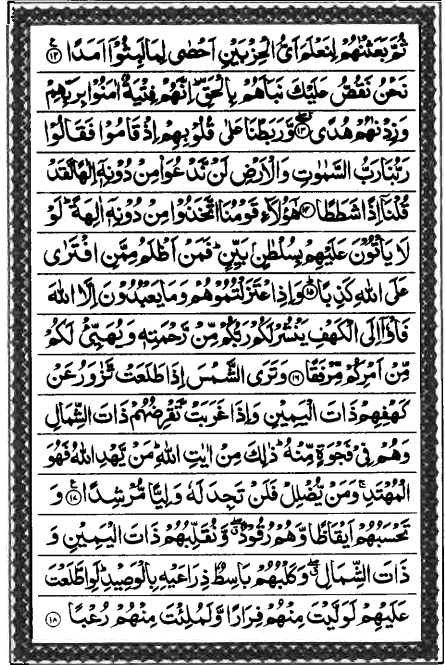 ثُمَّ بَعَثْنٰهُمْ لِنَعْلَمَ اَىُّ الْحِزْبَيْنِ اَحْصٰى لِمَا لَبِثُوْۤا اَمَدًا ﴿۱۲﴾ ع
نَحْنُ نَقُصُّ عَلَيْكَ نَبَاَهُمْ بِالْحَقِّ ؕ اِنَّهُمْ فِتْيَةٌ اٰمَنُوْا بِرَبِّهِمْ
وَزِدْنٰهُمْ هُدًى ﴿۱۳﴾ وَّرَبَطْنَا عَلٰى قُلُوْبِهِمْ اِذْ قَامُوْا فَقَالُوْا
رَبُّنَا رَبُّ السَّمٰوٰتِ وَالْاَرْضِ لَنْ نَّدْعُوَا۟ مِنْ دُوْنِهٖۤ اِلٰهًا لَّقَدْ
قُلْنَاۤ اِذًا شَطَطًا ﴿۱۴﴾ هٰۤؤُلَآءِ قَوْمُنَا اتَّخَذُوْا مِنْ دُوْنِهٖۤ اٰلِهَةً ؕ لَوْ
لَا يَاْتُوْنَ عَلَيْهِمْ بِسُلْطٰنٍۭ بَيِّنٍ ؕ فَمَنْ اَظْلَمُ مِمَّنِ افْتَرٰى
عَلَى اللّٰهِ كَذِبًا ﴿۱۵﴾ وَاِذِ اعْتَزَلْتُمُوْهُمْ وَمَا يَعْبُدُوْنَ اِلَّا اللّٰهَ
فَاْوٗۤا اِلَى الْكَهْفِ يَنْشُرْ لَكُمْ رَبُّكُمْ مِّنْ رَّحْمَتِهٖ وَيُهَيِّئْ لَكُمْ
مِّنْ اَمْرِكُمْ مِّرْفَقًا ﴿۱۶﴾ وَتَرَى الشَّمْسَ اِذَا طَلَعَتْ تَّزٰوَرُ عَنْ
كَهْفِهِمْ ذَاتَ الْيَمِيْنِ وَاِذَا غَرَبَتْ تَّقْرِضُهُمْ ذَاتَ الشِّمَالِ
وَهُمْ فِىْ فَجْوَةٍ مِّنْهُ ؕ ذٰلِكَ مِنْ اٰيٰتِ اللّٰهِ ؕ مَنْ يَّهْدِ اللّٰهُ فَهُوَ
الْمُهْتَدِ ۚ وَمَنْ يُّضْلِلْ فَلَنْ تَجِدَ لَهٗ وَلِيًّا مُّرْشِدًا ﴿۱۷﴾ ع وَ
تَحْسَبُهُمْ اَيْقَاظًا وَّهُمْ رُقُوْدٌ ۖ وَّنُقَلِّبُهُمْ ذَاتَ الْيَمِيْنِ وَ
ذَاتَ الشِّمَالِ ۖ وَكَلْبُهُمْ بَاسِطٌ ذِرَاعَيْهِ بِالْوَصِيْدِ ؕ لَوِ اطَّلَعْتَ
عَلَيْهِمْ لَوَلَّيْتَ مِنْهُمْ فِرَارًا وَّلَمُلِئْتَ مِنْهُمْ رُعْبًا ﴿۱۸﴾